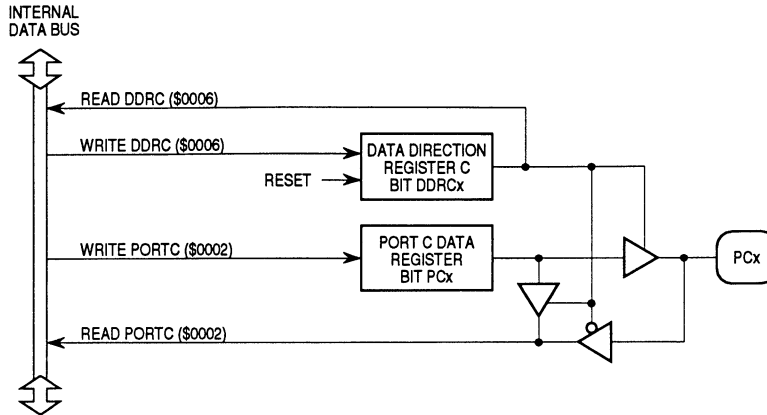 INTERNAL
DATA BUS
READ DDRC ($0006)
WRITE DDRC ($0006)
DATA DIRECTION
REGISTER C
BIT DDRCx
RESET
WRITE PORTC ($0002)
PORT C DATA
REGISTER
BIT PCx
PCx
READ PORTC ($0002)